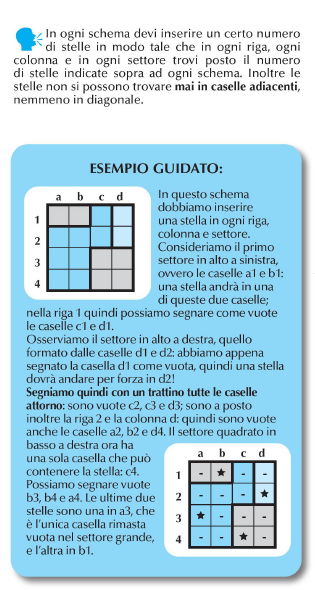 In ogni schema devi inserire un certo numero
di stelle in modo tale che in ogni riga, ogni
colonna e in ogni settore trovi posto il numero
di stelle indicate sopra ad ogni schema. Inoltre le
stelle non si possono trovare mai in caselle adiacenti,
nemmeno in diagonale.
ESEMPIO GUIDATO:
a b c d
1
2
3
4
In questo schema
dobbiamo inserire
una stella in ogni riga,
colonna e settore.
Consideriamo il primo
settore in alto a sinistra,
ovvero le caselle a1 e b1:
una stella andrà in una
di queste due caselle;
nella riga 1 quindi possiamo segnare come vuote
le caselle c1 e d1.
Osserviamo il settore in alto a destra, quello
formato dalle caselle d1 e d2: abbiamo appena
segnato la casella d1 come vuota, quindi una stella
dovrà andare per forza in d2!
Segniamo quindi con un trattino tutte le caselle
attorno: sono vuote c2, c3 e d3; sono a posto
inoltre la riga 2 e la colonna d: quindi sono vuote
anche le caselle a2, b2 e d4. Il settore quadrato in
basso a destra ora ha
una sola casella che può
contenere la stella: c4.
Possiamo segnare vuote
b3, b4 e a4. Le ultime due
stelle sono una in a3, che
è l'unica casella rimasta
vuota nel settore grande,
e l'altra in b1.
a b c d
1 - ★ - -
2 - - - ★
3 ★ - - -
4 - - ★ -